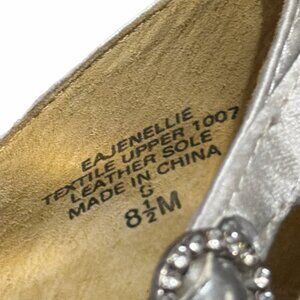 EAJENELLIE
TEXTILE UPPER 1007
LEATHER SOLE
MADE IN CHINA
G
8½M